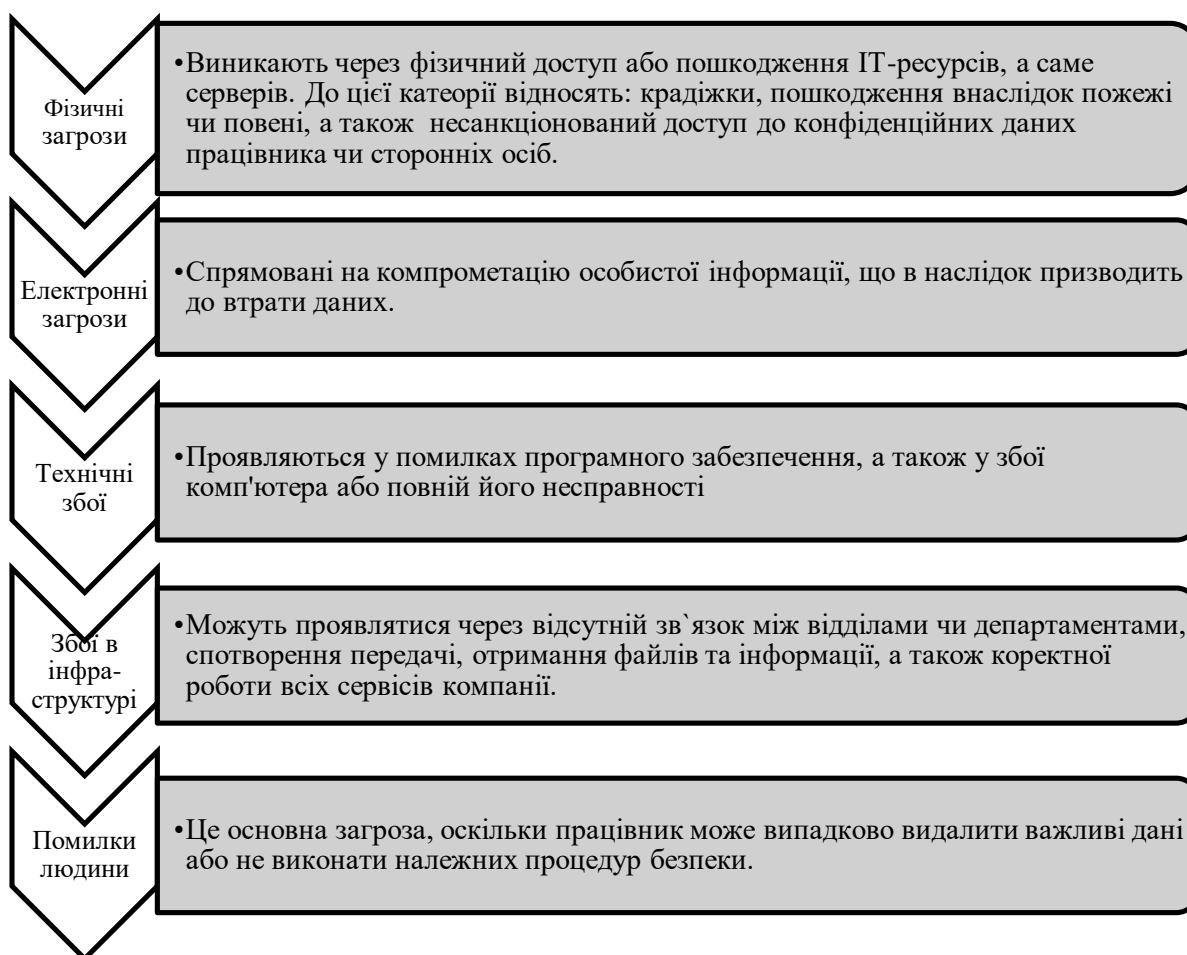 Фізичні
загрози
•Виникають через фізичний доступ або пошкодження ІТ-ресурсів, а саме
серверів. До цієї катеорії відносять: крадіжки, пошкодження внаслідок пожежі
чи повені, а також несанкціонований доступ до конфіденційних даних
працівника чи сторонніх осіб.
Електронні
загрози
•Спрямовані на компрометацію особистої інформації, що в наслідок призводить
до втрати даних.
Технічні
збої
•Проявляються у помилках програмного забезпечення, а також у збої
комп'ютера або повній його несправності
Збої в
інфра-
структурі
•Можуть проявлятися через відсутній зв`язок між відділами чи департаментами,
спотворення передачі, отримання файлів та інформації, а також коректної
роботи всіх сервісів компанії.
Помилки
людини
•Це основна загроза, оскільки працівник може випадково видалити важливі дані
або не виконати належних процедур безпеки.